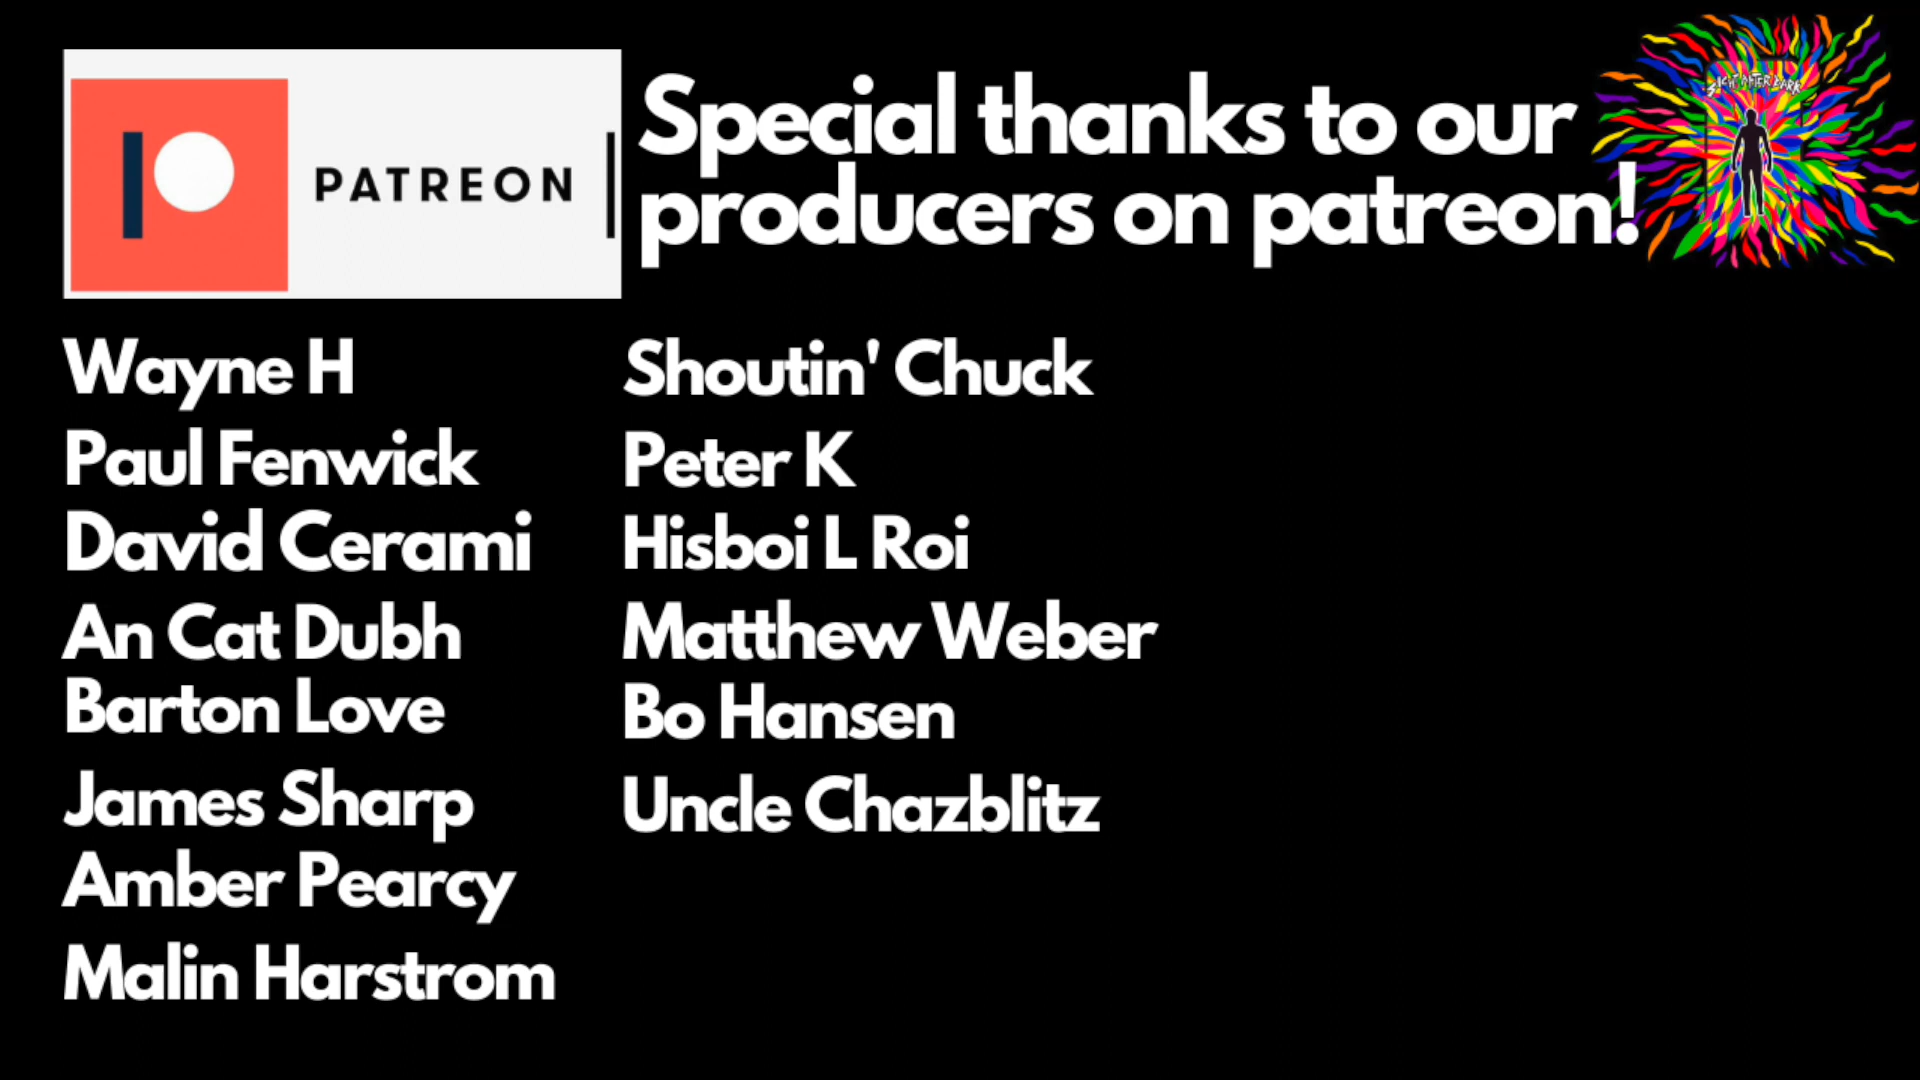 PATREON
Special thanks to our
producers on patreon!
Wayne H
Paul Fenwick
David Cerami
An Cat Dubh
Barton Love
James Sharp
Amber Pearcy
Malin Harstrom
Shoutin' Chuck
Peter K
Hisboi L Roi
Matthew Weber
Bo Hansen
Uncle Chazblitz